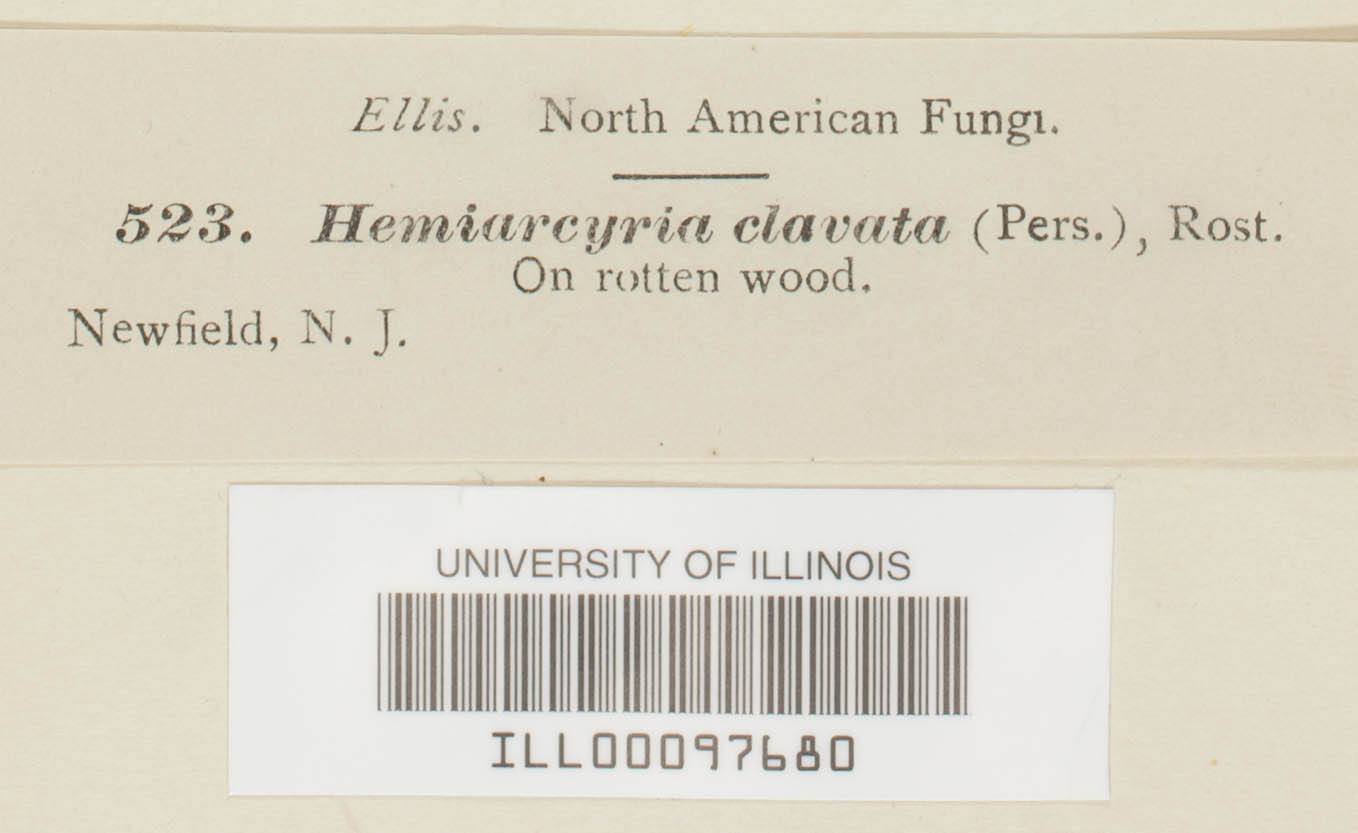 Ellis. North American Fungi.
523. Hemiarcyria clavata (Pers.), Rost.
On rotten wood.
Newfield, N. J.
UNIVERSITY OF ILLINOIS
ILL00097680